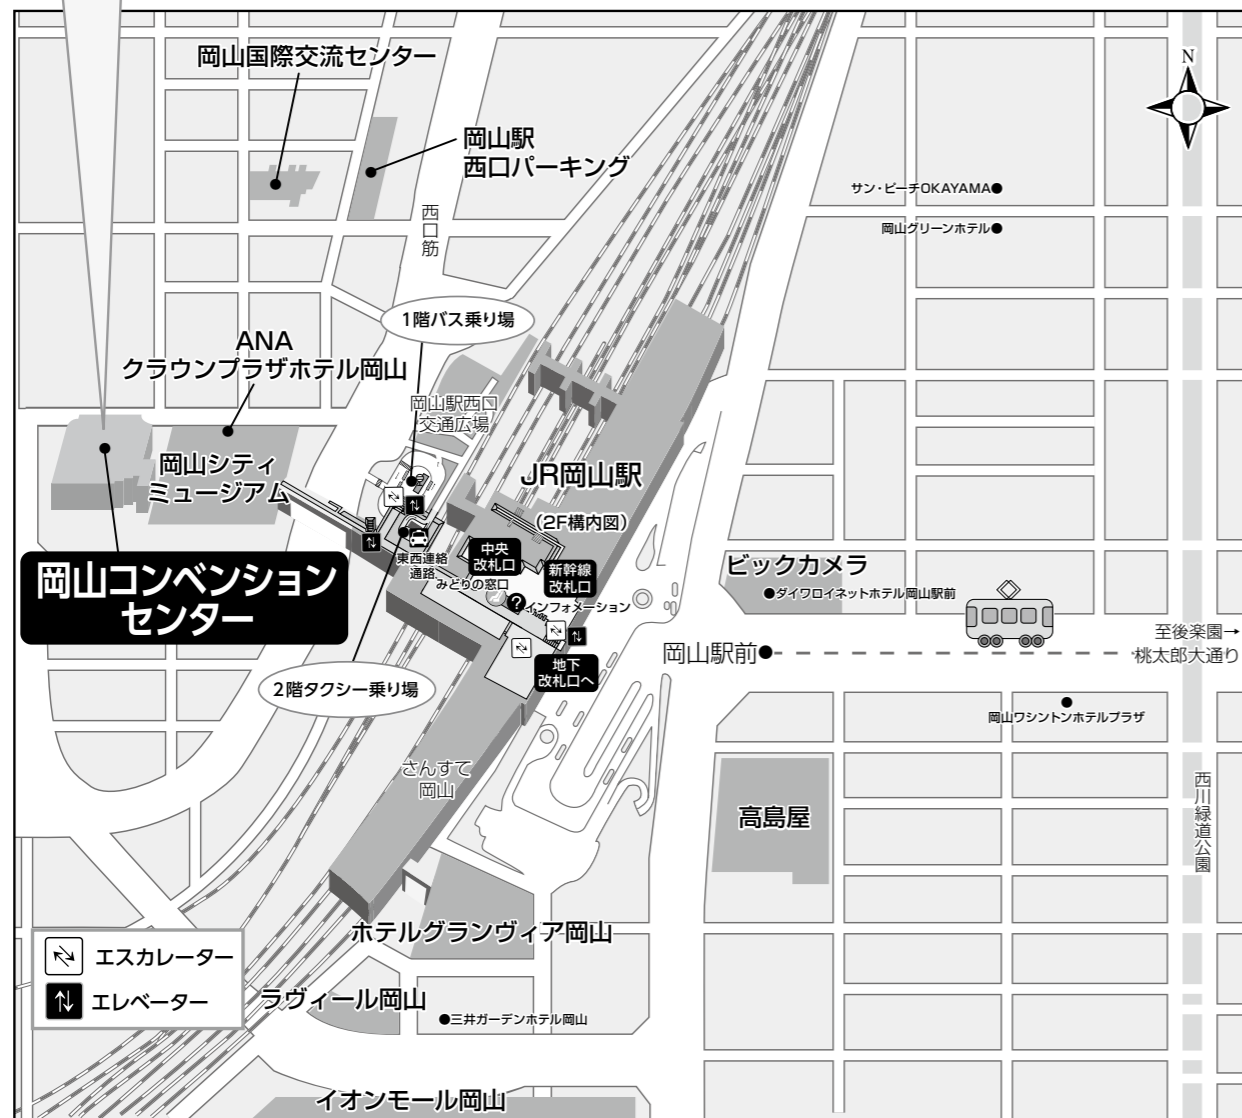 N
岡山国際交流センター
岡山駅
西口パーキング
サン・ピーチOKAYAMA
西口筋
岡山グリーンホテル
1階バス乗り場
ANA
クラウンプラザホテル岡山
岡山駅西口
交通広場
岡山シティ
ミュージアム
JR岡山駅
(2F構内図)
中央
改札口
東西連絡
通路
新幹線
改札口
みどりの窓口
?
インフォメーション
ビックカメラ
ダイワロイネットホテル岡山駅前
岡山コンベンション
センター
至後楽園→
岡山駅前
桃太郎大通り
地下
改札口へ
2階タクシー乗り場
岡山ワシントンホテルプラザ
さんすて
岡山
西川緑道公園
高島屋
ホテルグランヴィア岡山
エスカレーター
エレベーター
ラヴィール岡山
三井ガーデンホテル岡山
イオンモール岡山